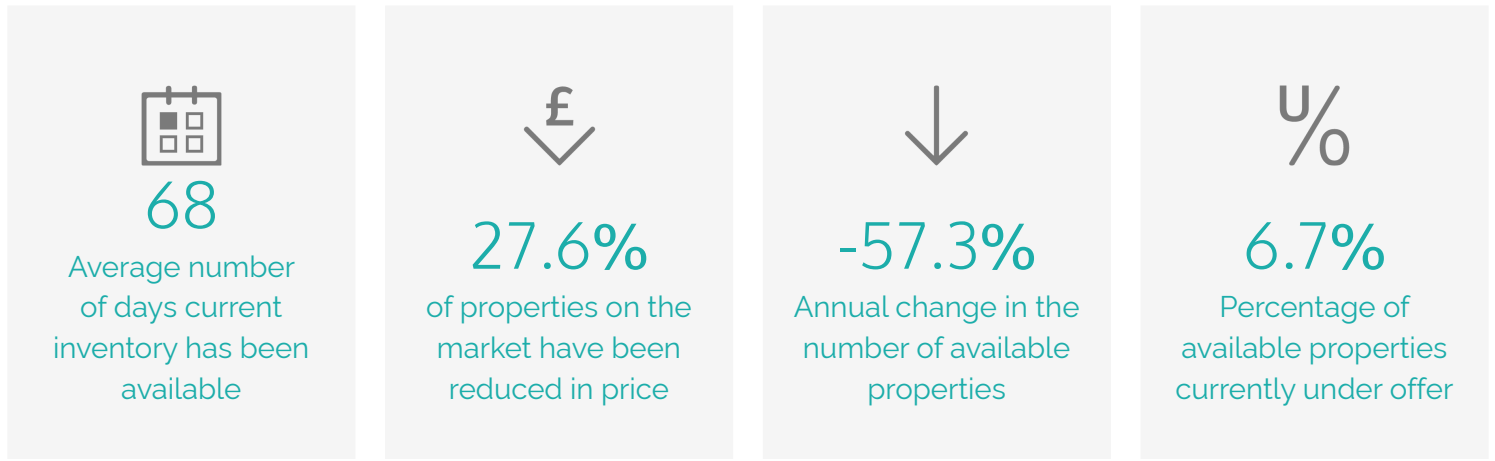 68
Average number
of days current
inventory has been
available
£
27.6%
of properties on the
market have been
reduced in price
-57.3%
Annual change in the
number of available
properties
U%
6.7%
Percentage of
available properties
currently under offer